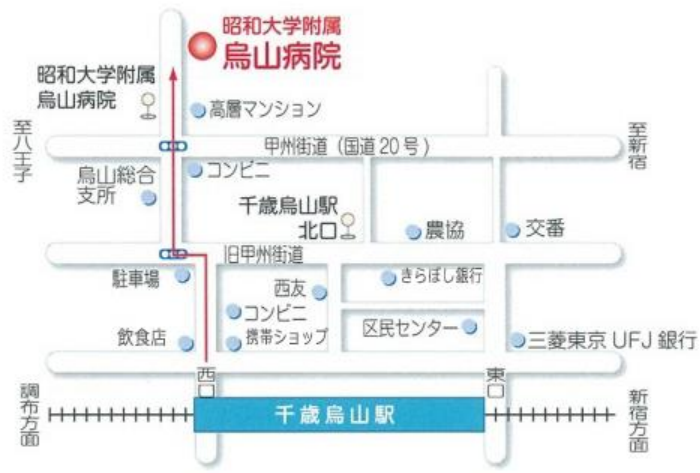 昭和大学附属
烏山病院
昭和大学附属
烏山病院
高層マンション
至八王子
甲州街道（国道20号）
至新宿
コンビニ
烏山総合
支所
千歳烏山駅
北口
農協
交番
旧甲州街道
駐車場
西友
きらぼし銀行
コンビニ
区民センター
飲食店
携帯ショップ
三菱東京UFJ銀行
西口
東口
調布方面
千歳烏山駅
新宿方面